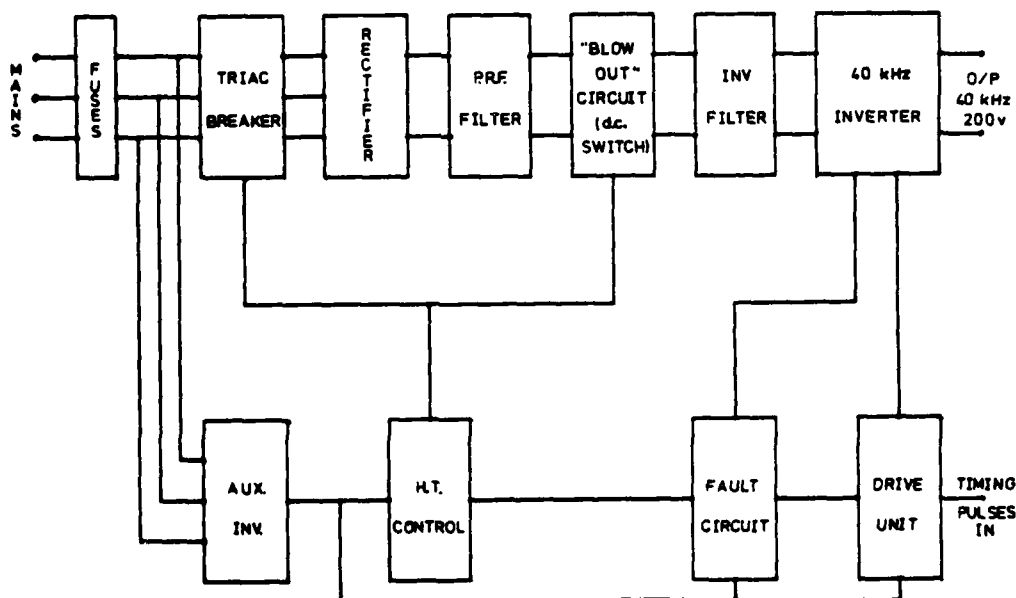 MAINS
FUSES
TRIAC
BREAKER
RECTIFIER
P.R.F.
FILTER
"BLOW
OUT"
CIRCUIT
(d.c.
SWITCH)
INV
FILTER
40 kHz
INVERTER
O/P
40 kHz
200v
AUX.
INV.
H.T.
CONTROL
FAULT
CIRCUIT
DRIVE
UNIT
TIMING
PULSES
IN